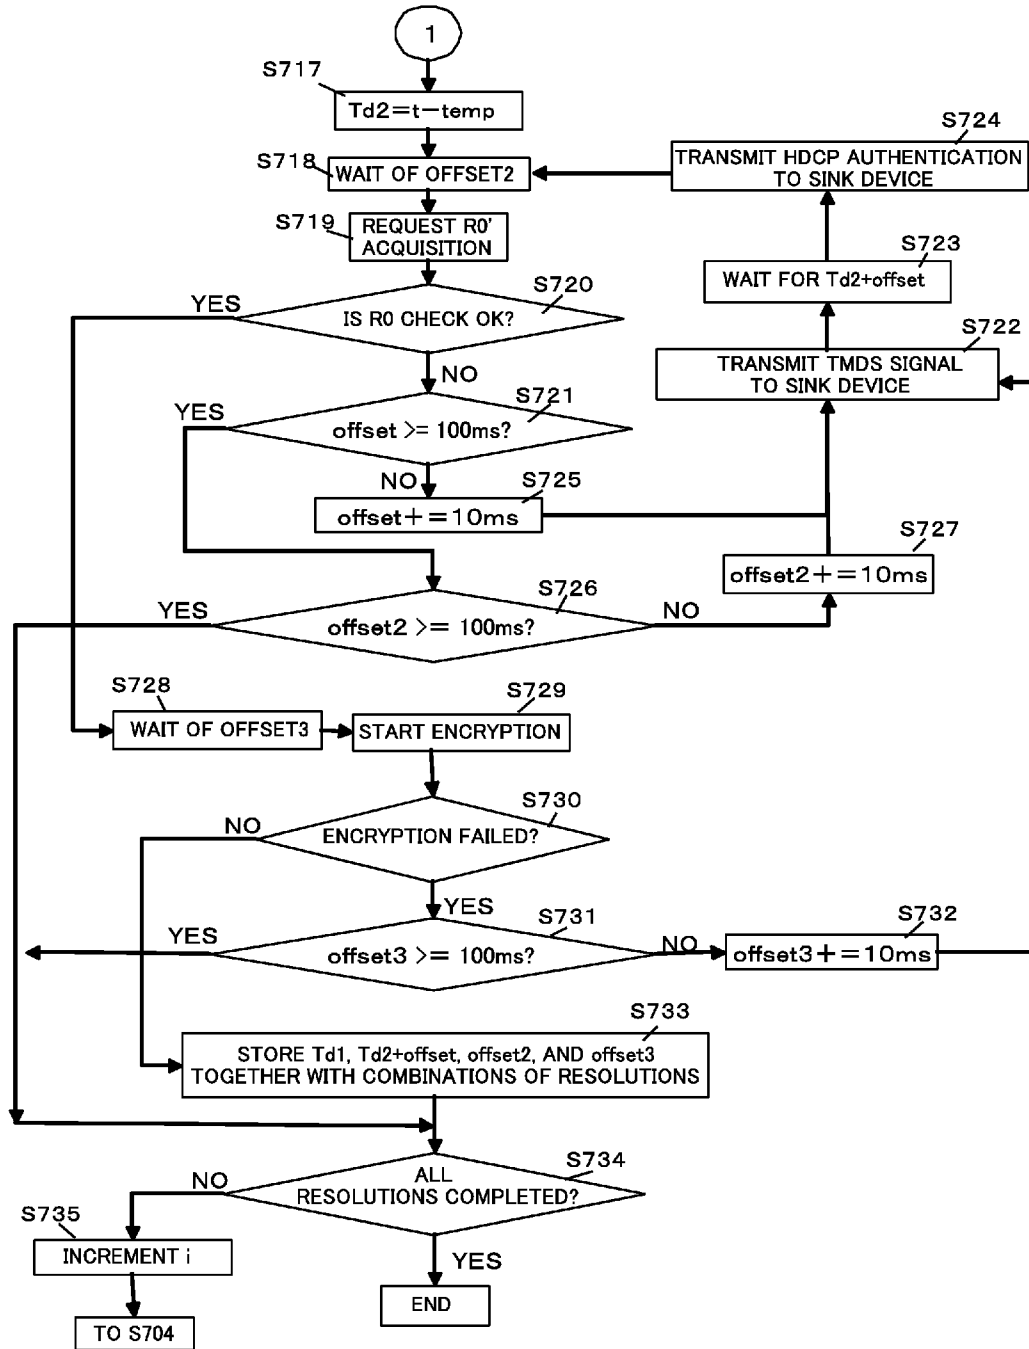 1
S717
Td2=t-temp
S718
WAIT OF OFFSET2
S724
TRANSMIT HDCP AUTHENTICATION
TO SINK DEVICE
S719
REQUEST R0'
ACQUISITION
S723
WAIT FOR Td2+offset
S720
YES
IS R0 CHECK OK?
NO
S722
TRANSMIT TMDS SIGNAL
TO SINK DEVICE
S721
YES
offset >= 100ms?
NO
S725
offset+=10ms
S727
offset2+=10ms
S726
YES
offset2 >= 100ms?
NO
S728
WAIT OF OFFSET3
S729
START ENCRYPTION
S730
NO
ENCRYPTION FAILED?
YES
S731
YES
offset3 >= 100ms?
NO
S732
offset3+=10ms
S733
STORE Td1, Td2+offset, offset2, AND offset3
TOGETHER WITH COMBINATIONS OF RESOLUTIONS
S734
NO
ALL
RESOLUTIONS COMPLETED?
YES
S735
INCREMENT i
END
TO S704